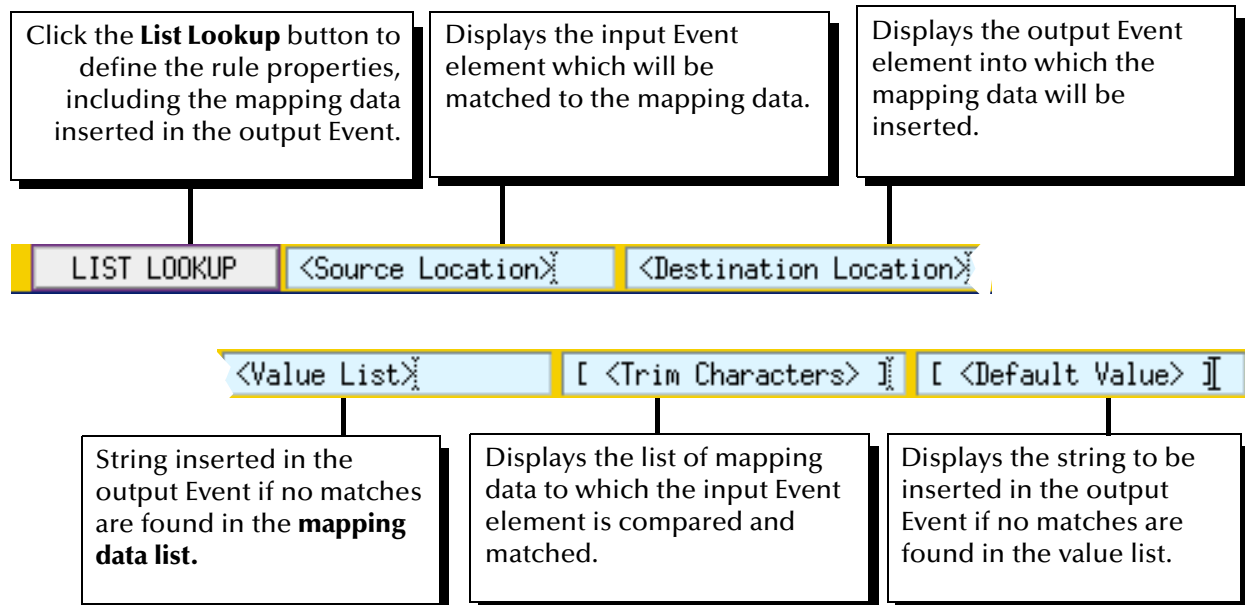 Click the List Lookup button to
define the rule properties,
including the mapping data
inserted in the output Event.
Displays the input Event
element which will be
matched to the mapping data.
Displays the output Event
element into which the
mapping data will be
inserted.
LIST LOOKUP <Source Location> <Destination Location>
<Value List> [ <Trim Characters> ] [ <Default Value> ]
String inserted in the
output Event if no matches
are found in the mapping
data list.
Displays the list of mapping
data to which the input Event
element is compared and
matched.
Displays the string to be
inserted in the output
Event if no matches are
found in the value list.